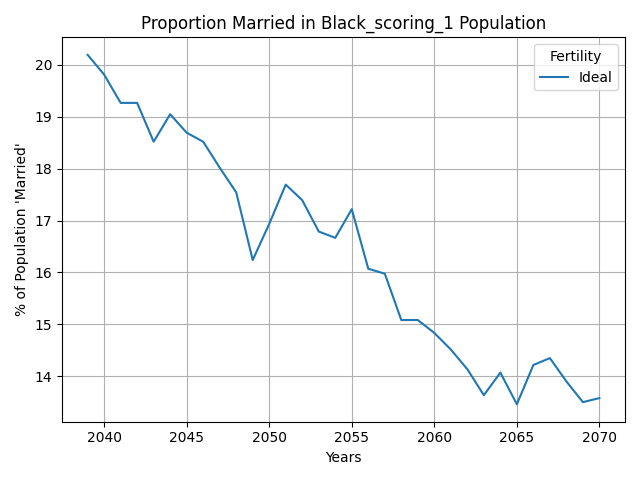 Proportion Married in Black_scoring_1 Population
Fertility
Ideal
% of Population 'Married'
20
19
18
17
16
15
14
2040 2045 2050 2055 2060 2065 2070
Years